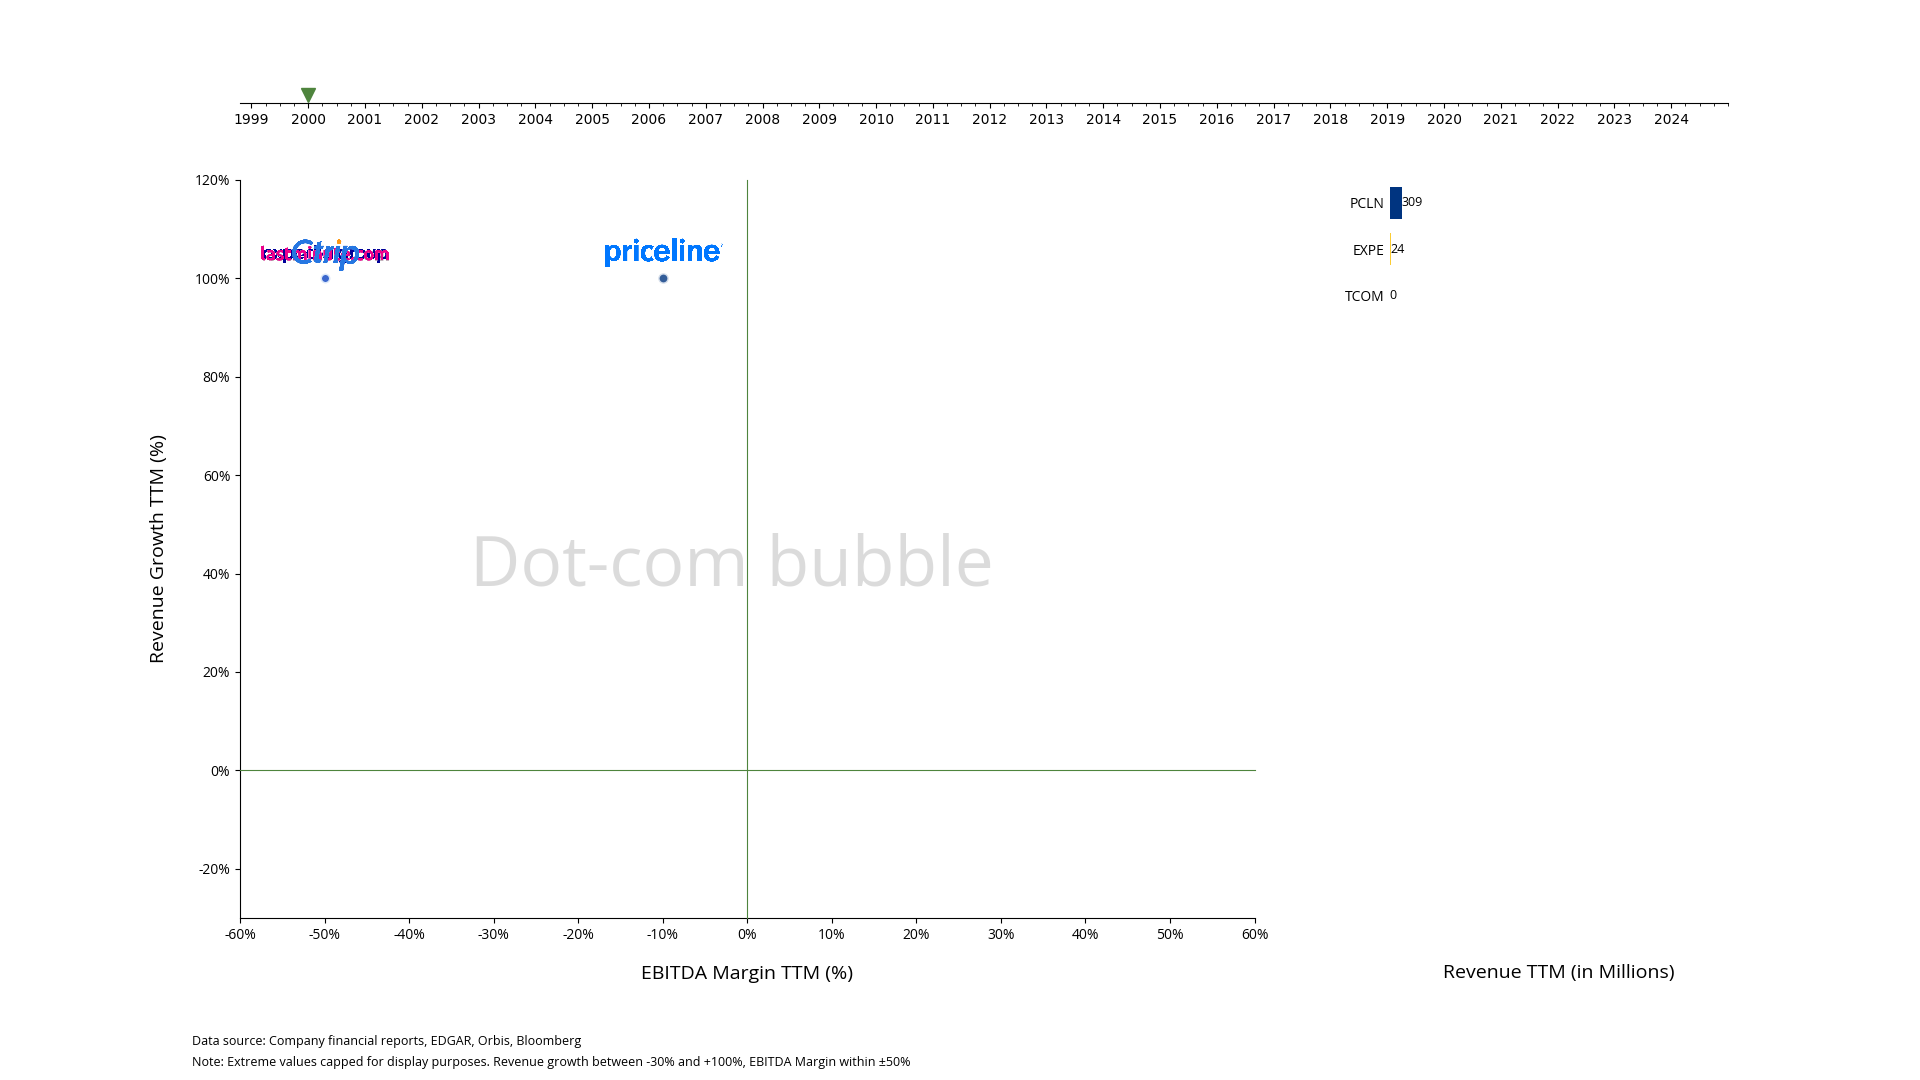 1999 2000 2001 2002 2003 2004 2005 2006 2007 2008 2009 2010 2011 2012 2013 2014 2015 2016 2017 2018 2019 2020 2021 2022 2023 2024
120%
100%
80%
60%
40%
20%
0%
-20%
Revenue Growth TTM (%)
Ctrip
priceline
Dot-com bubble
-60% -50% -40% -30% -20% -10% 0% 10% 20% 30% 40% 50% 60%
EBITDA Margin TTM (%)
PCLN 309
EXPE 24
TCOM 0
Revenue TTM (in Millions)
Data source: Company financial reports, EDGAR, Orbis, Bloomberg
Note: Extreme values capped for display purposes. Revenue growth between -30% and +100%, EBITDA Margin within ±50%